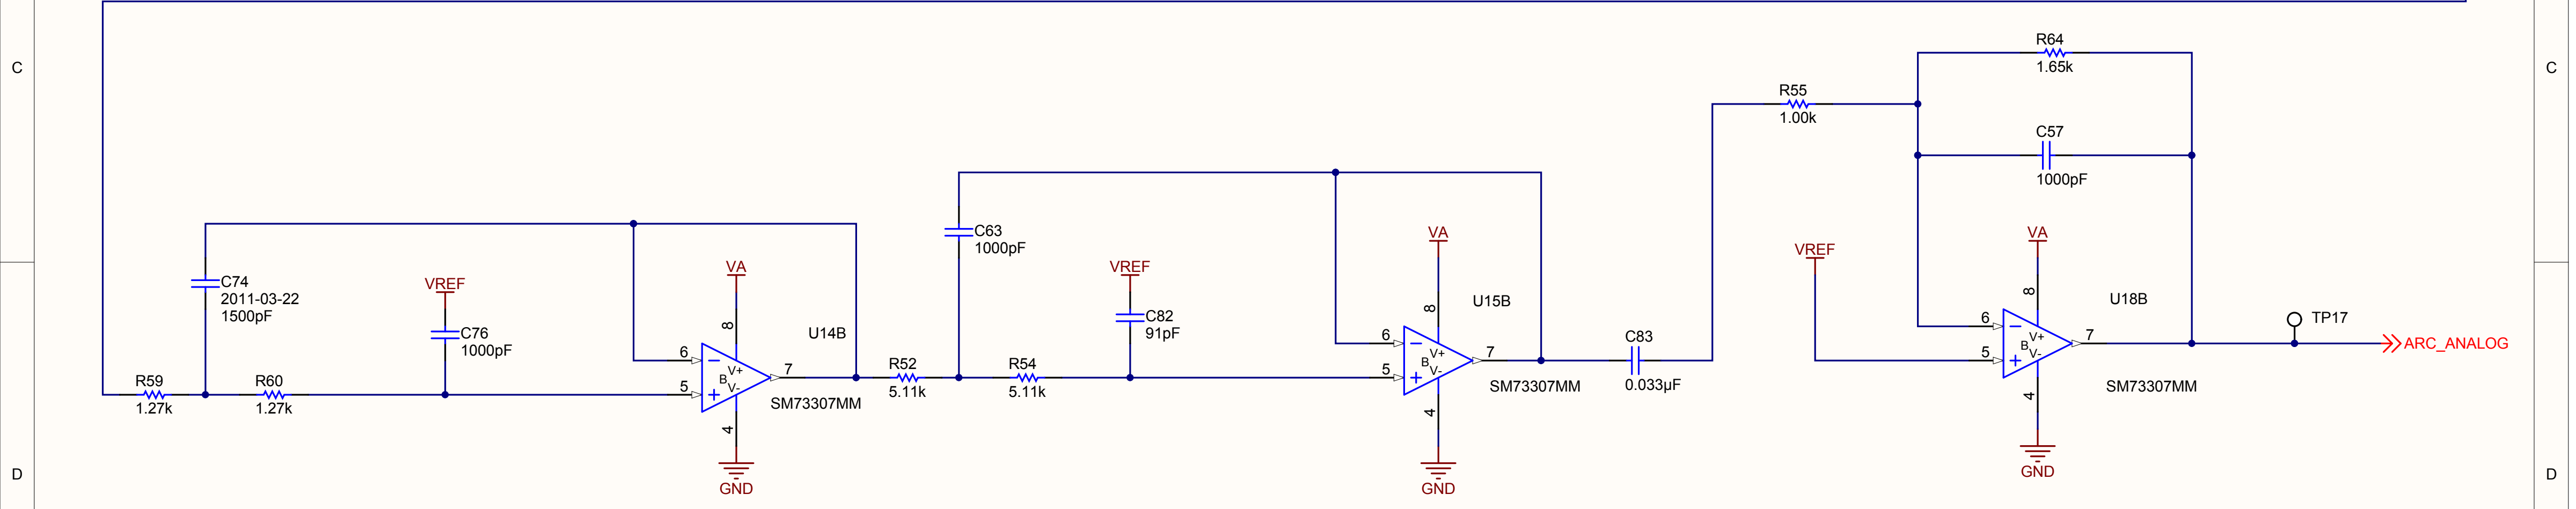 C
C
R64
1.65k
R55
1.00k
C57
1000pF
C63
1000pF
VA
VA
VREF
VREF
VA
VREF
C74
2011-03-22
1500pF
8
8
8
U15B
U18B
C82
91pF
TP17
C76
1000pF
U14B
6
V+
B
V-
5
7
6
V+
B
V-
5
7
6
V+
B
V-
5
7
C83
0.033µF
ARC_ANALOG
R59
1.27k
R60
1.27k
R52
5.11k
R54
5.11k
SM73307MM
SM73307MM
SM73307MM
4
4
4
GND
GND
GND
D
D